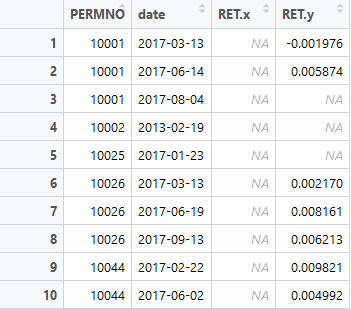 PERMNO date RET.x RET.y
1 10001 2017-03-13 NA -0.001976
2 10001 2017-06-14 NA 0.005874
3 10001 2017-08-04 NA NA
4 10002 2013-02-19 NA NA
5 10025 2017-01-23 NA NA
6 10026 2017-03-13 NA 0.002170
7 10026 2017-06-19 NA 0.008161
8 10026 2017-09-13 NA 0.006213
9 10044 2017-02-22 NA 0.009821
10 10044 2017-06-02 NA 0.004992